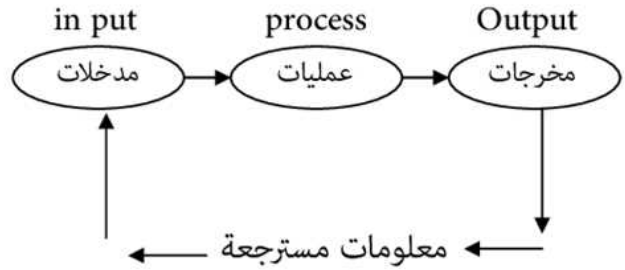 in put process Output
مدخلات عمليات مخرجات
معلومات مسترجعة